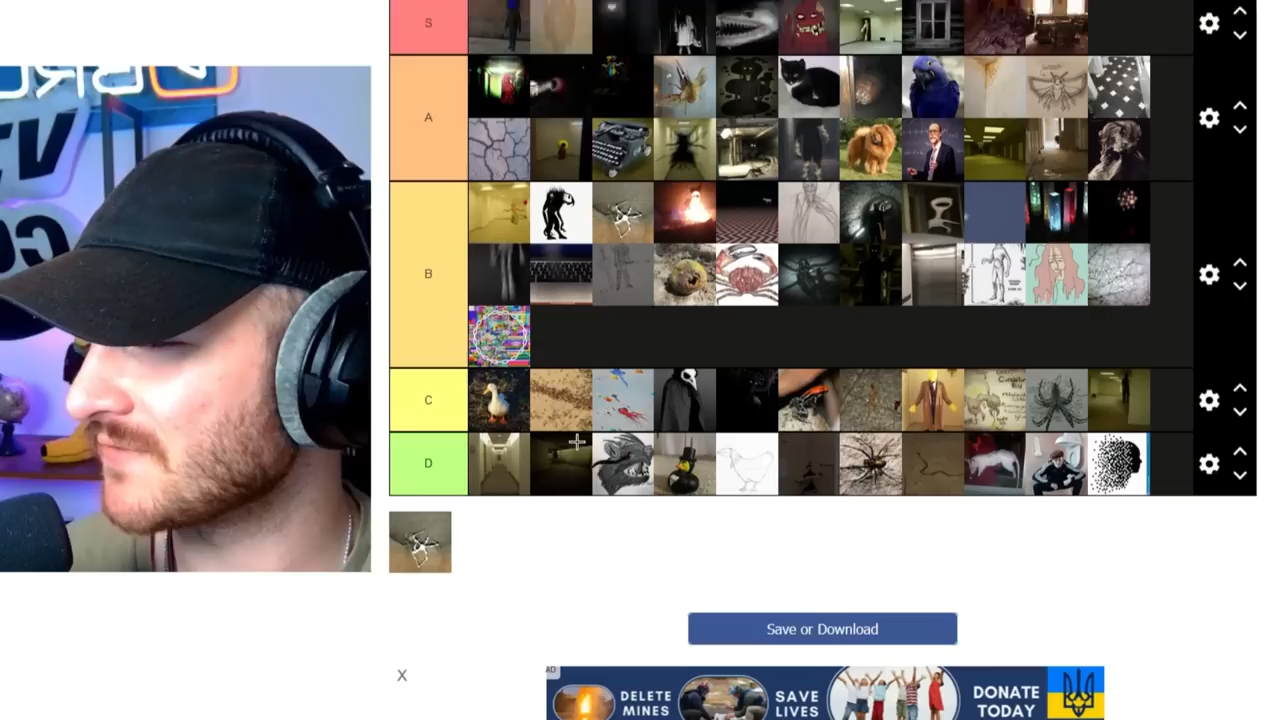 S
A
B
C
D
Save or Download
X
AD
DELETE
MINES
SAVE
LIVES
DONATE
TODAY